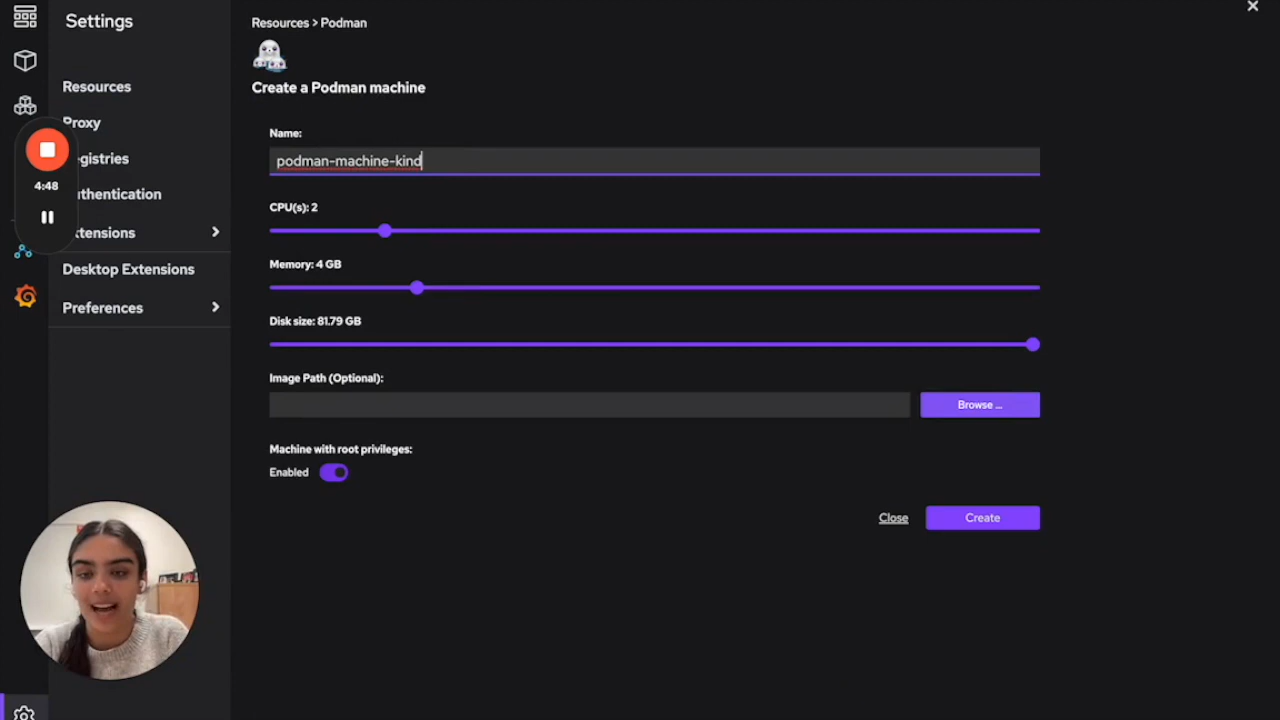 Settings
Resources
Proxy
egistries
uthentication
tensions
Desktop Extensions
Preferences
4:48
Resources > Podman
Create a Podman machine
Name:
podman-machine-kind
CPU(s): 2
Memory: 4 GB
Disk size: 81.79 GB
Image Path (Optional):
Browse ...
Machine with root privileges:
Enabled
Close
Create